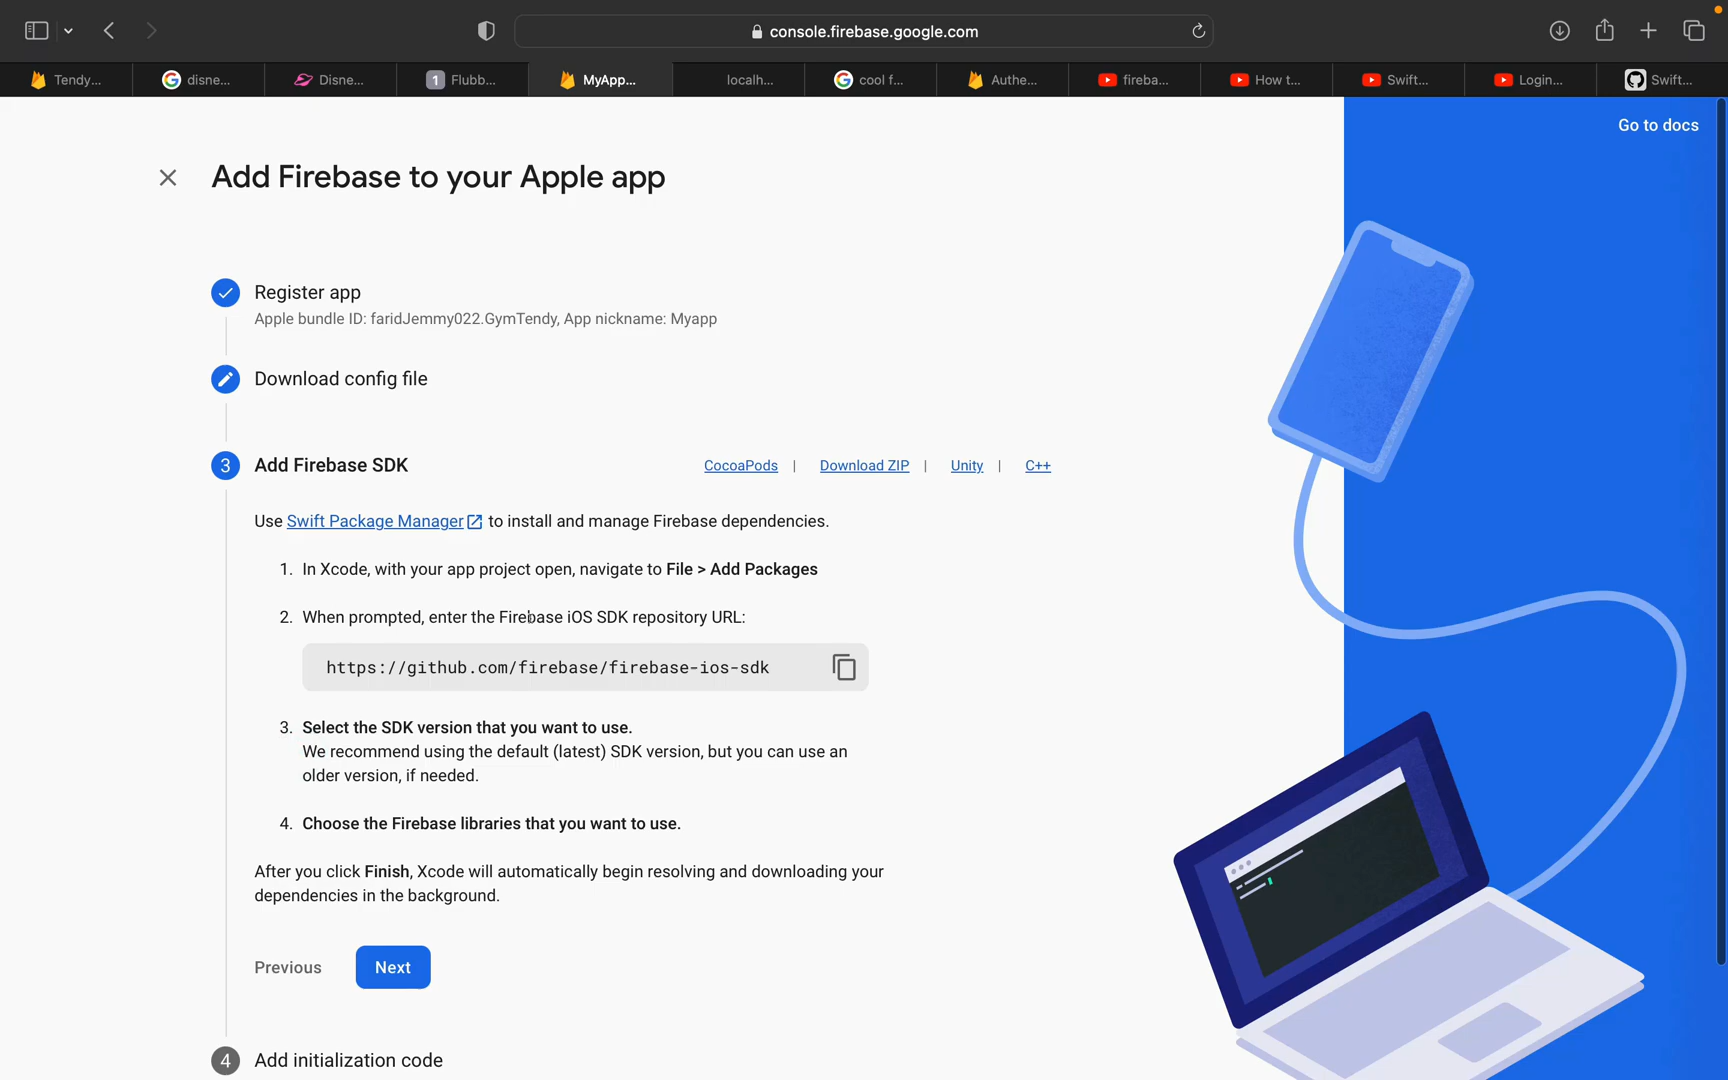 console.firebase.google.com
Tendy...
disne...
Disne...
1 Flubb...
MyApp...
localh...
cool f...
Authe...
fireba...
How t...
Swift...
Login...
Swift...
Go to docs
Add Firebase to your Apple app
Register app
Apple bundle ID: faridJemmy022.GymTendy, App nickname: Myapp
Download config file
3 Add Firebase SDK
CocoaPods | Download ZIP | Unity | C++
Use Swift Package Manager to install and manage Firebase dependencies.
1. In Xcode, with your app project open, navigate to File > Add Packages
2. When prompted, enter the Firebase iOS SDK repository URL:
https://github.com/firebase/firebase-ios-sdk
3. Select the SDK version that you want to use.
We recommend using the default (latest) SDK version, but you can use an
older version, if needed.
4. Choose the Firebase libraries that you want to use.
After you click Finish, Xcode will automatically begin resolving and downloading your
dependencies in the background.
Previous
Next
4 Add initialization code